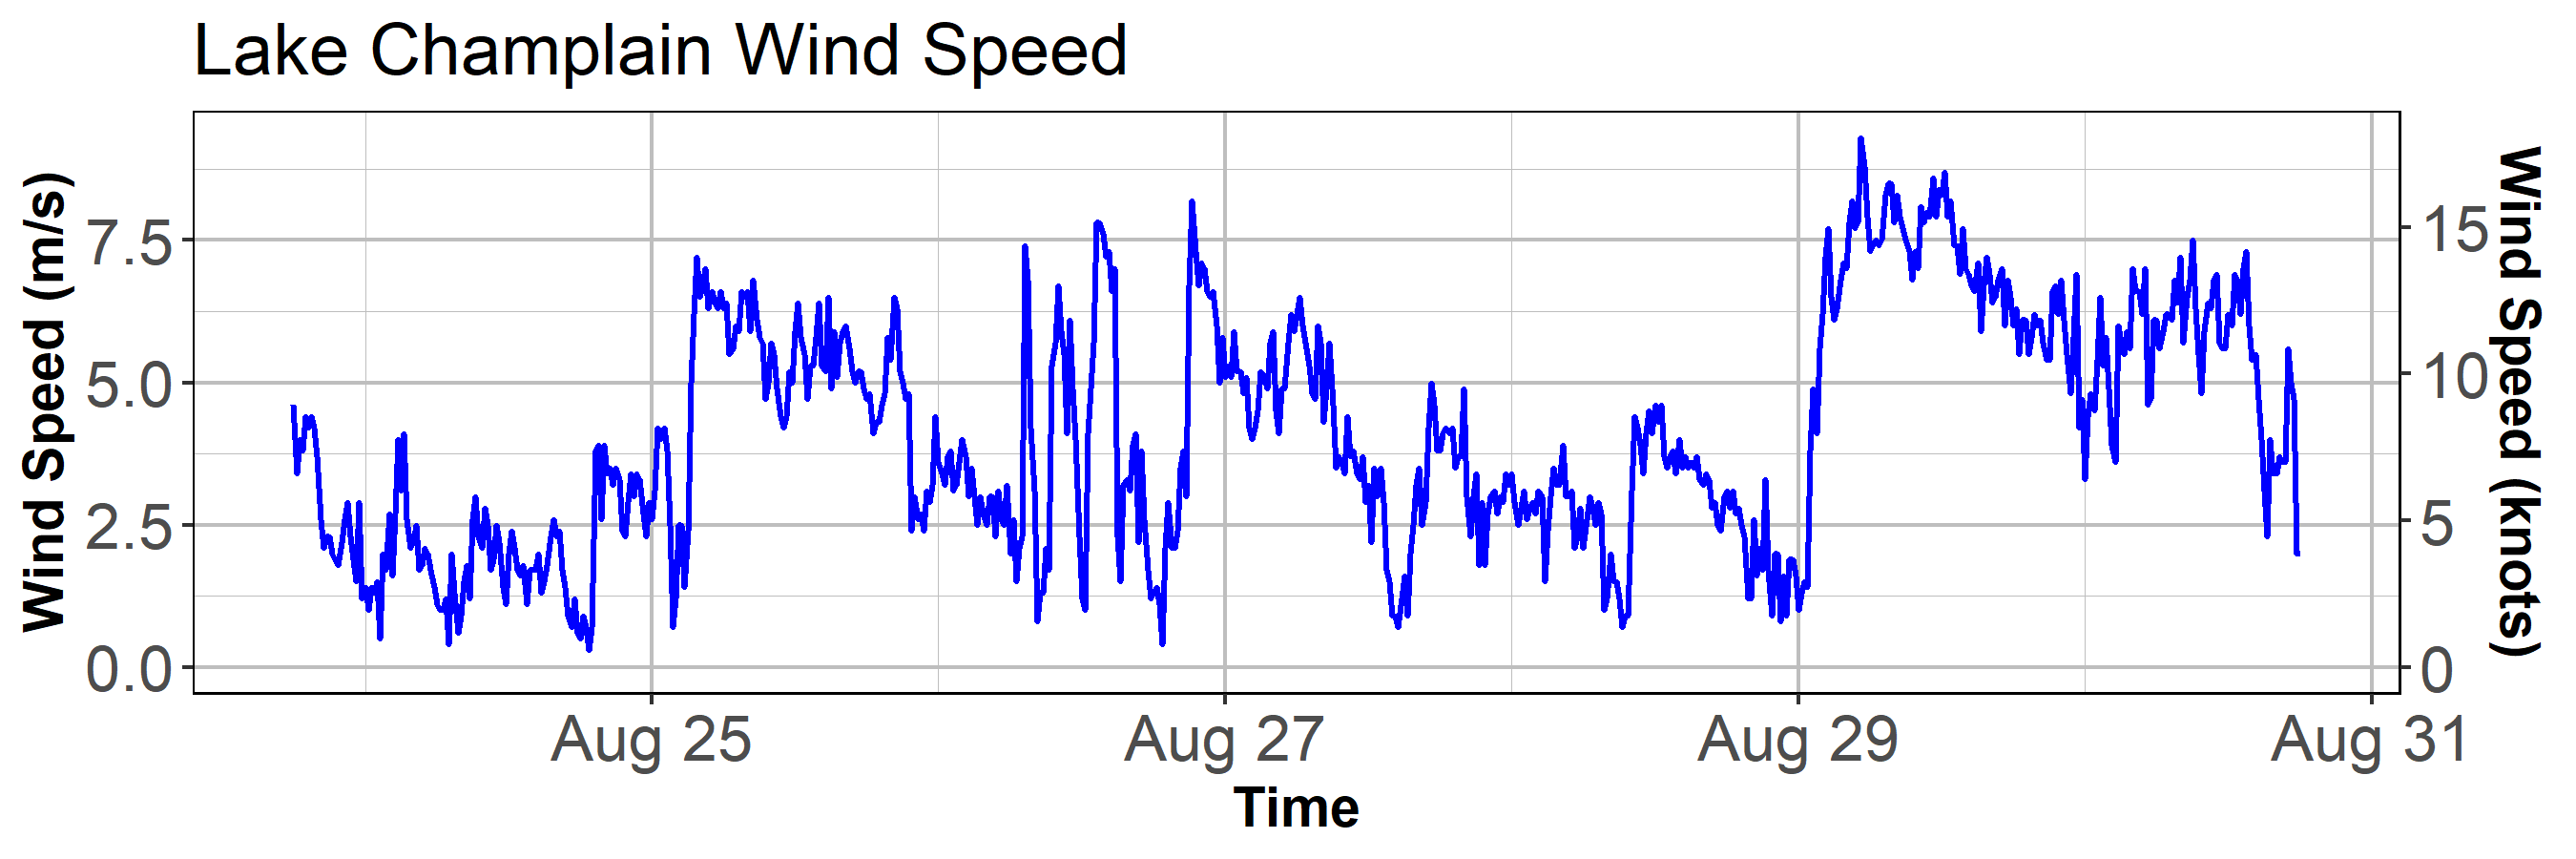 Lake Champlain Wind Speed
Wind Speed (m/s)
7.5
5.0
2.5
0.0
15
10
5
0
Wind Speed (knots)
Aug 25
Aug 27
Aug 29
Aug 31
Time